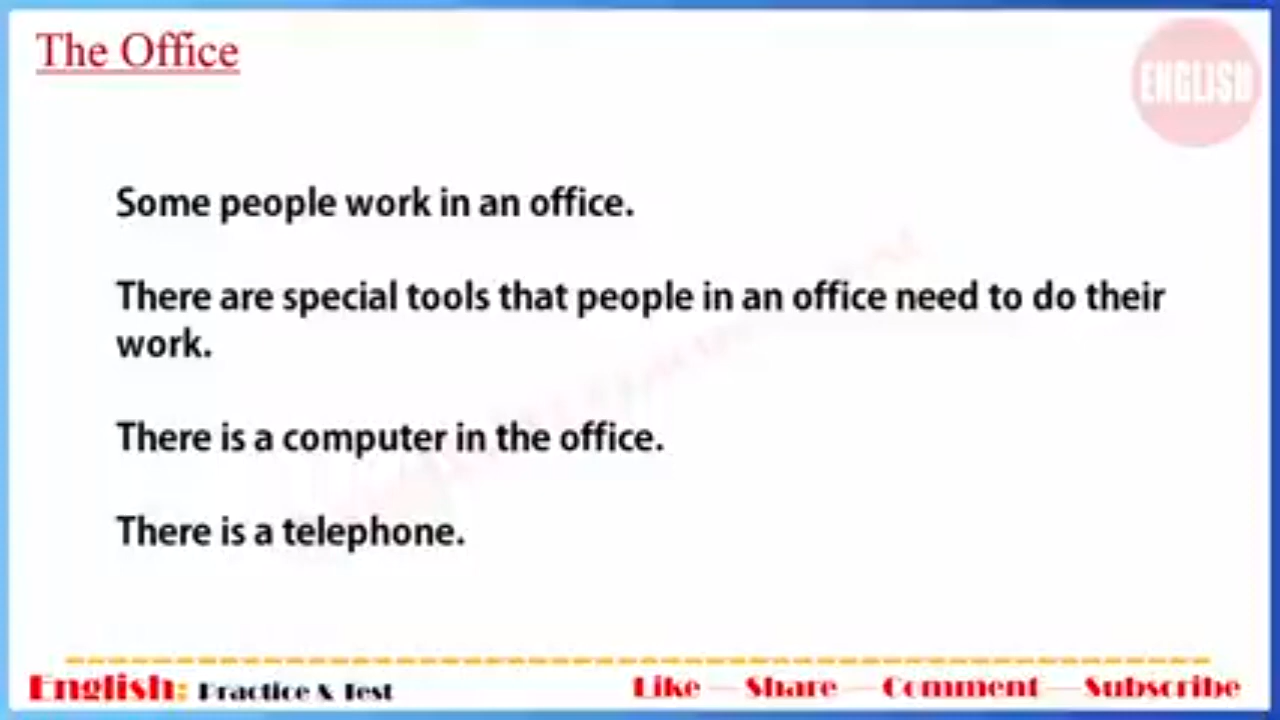 The Office
ENGLISH
Some people work in an office.
There are special tools that people in an office need to do their
work.
There is a computer in the office.
There is a telephone.
English: Practice & Test
Like — Share — Comment — Subscribe